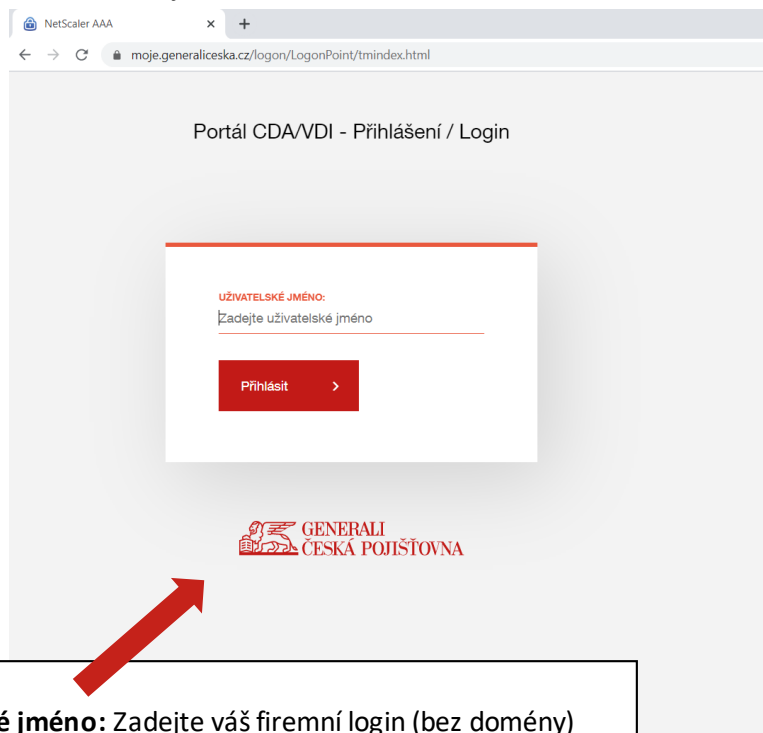 NetScaler AAA
moje.generaliceska.cz/logon/LogonPoint/tmindex.html
Portál CDA/VDI - Přihlášení / Login
UŽIVATELSKÉ JMÉNO:
Zadejte uživatelské jméno
Přihlásit
GENERALI
ČESKÁ POJIŠŤOVNA
é jméno: Zadejte váš firemní login (bez domény)